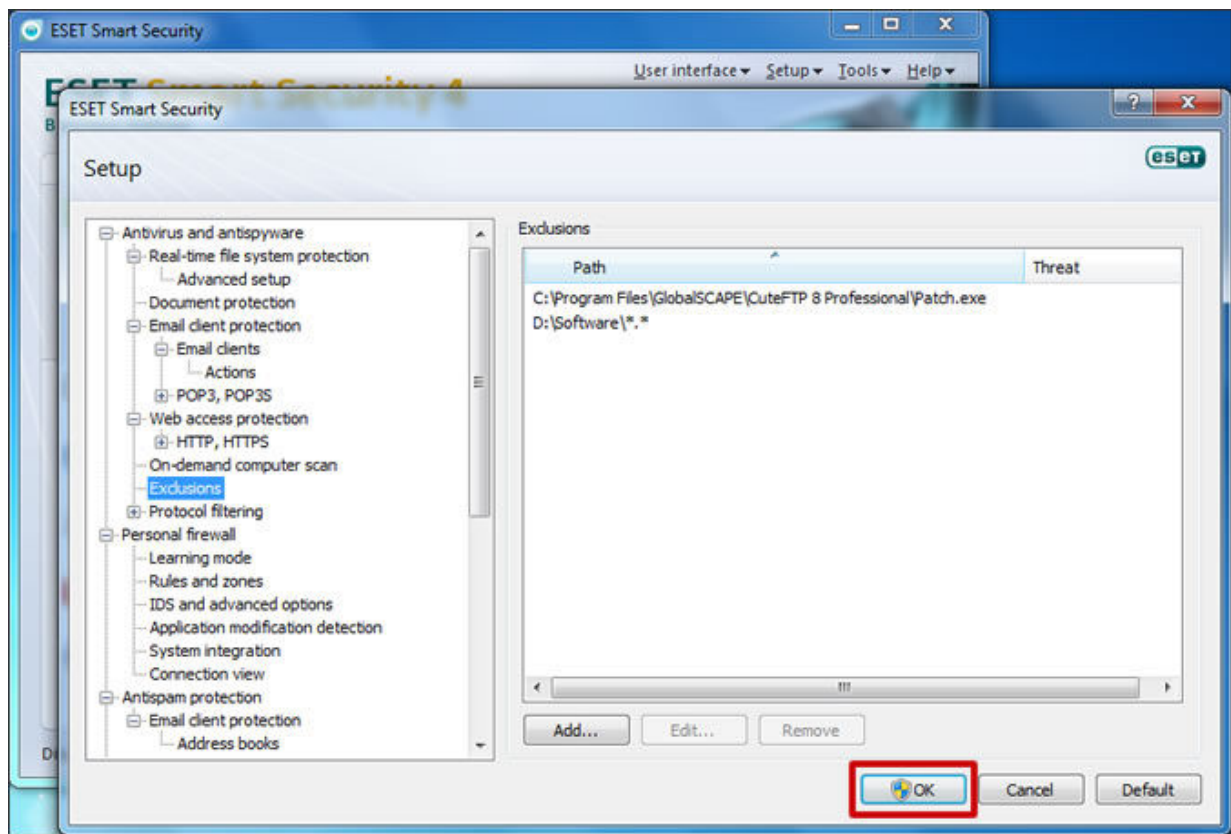 ESET Smart Security
User interface Setup Tools Help
ESET Smart Security 4
ESET Smart Security
Setup
eset
Antivirus and antispyware
Real-time file system protection
Advanced setup
Document protection
Email client protection
Email clients
Actions
POP3, POP3S
Web access protection
HTTP, HTTPS
On-demand computer scan
Exclusions
Protocol filtering
Personal firewall
Learning mode
Rules and zones
IDS and advanced options
Application modification detection
System integration
Connection view
Antispam protection
Email client protection
Address books
Exclusions
Path Threat
C:\Program Files\GlobalSCAPE\CuteFTP 8 Professional\Patch.exe
D:\Software\*.*
Add... Edit... Remove
OK Cancel Default